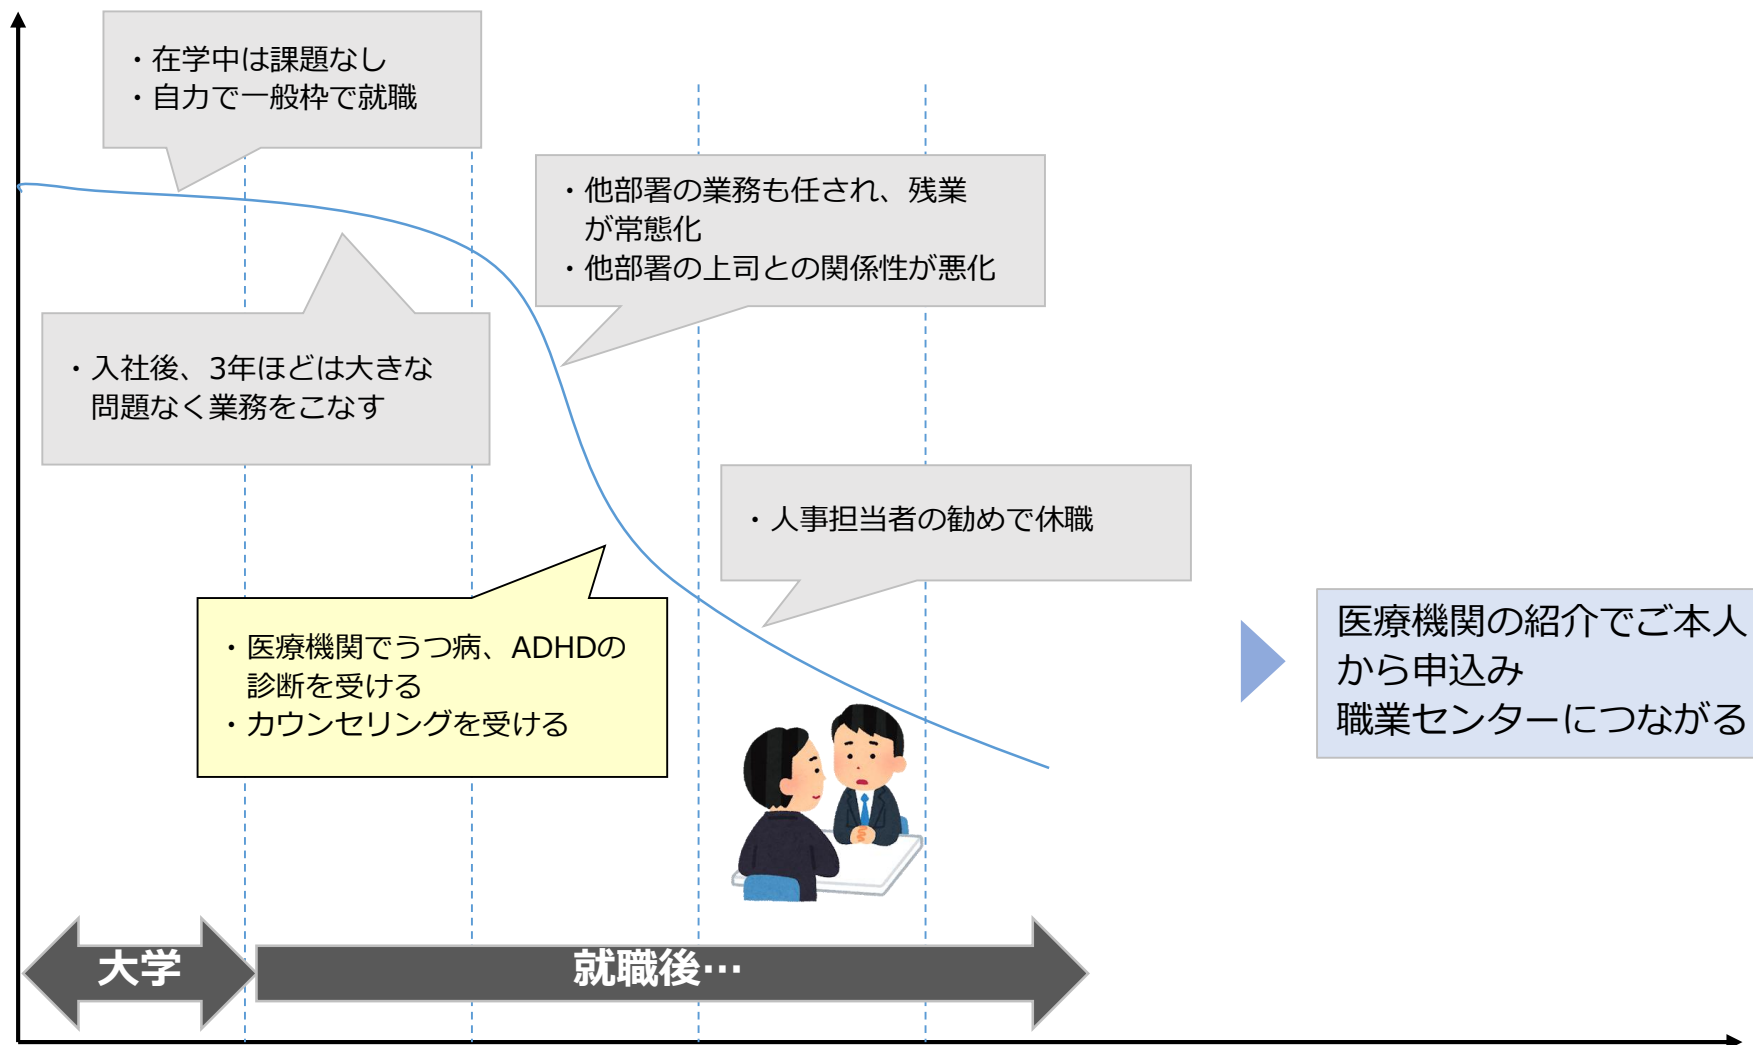 ・在学中は課題なし
・自力で一般枠で就職
・他部署の業務も任され、残業
が常態化
・他部署の上司との関係性が悪化
・入社後、3年ほどは大きな
問題なく業務をこなす
・人事担当者の勧めで休職
・医療機関でうつ病、ADHDの
診断を受ける
・カウンセリングを受ける
医療機関の紹介でご本人
から申込み
職業センターにつながる
大学
就職後…